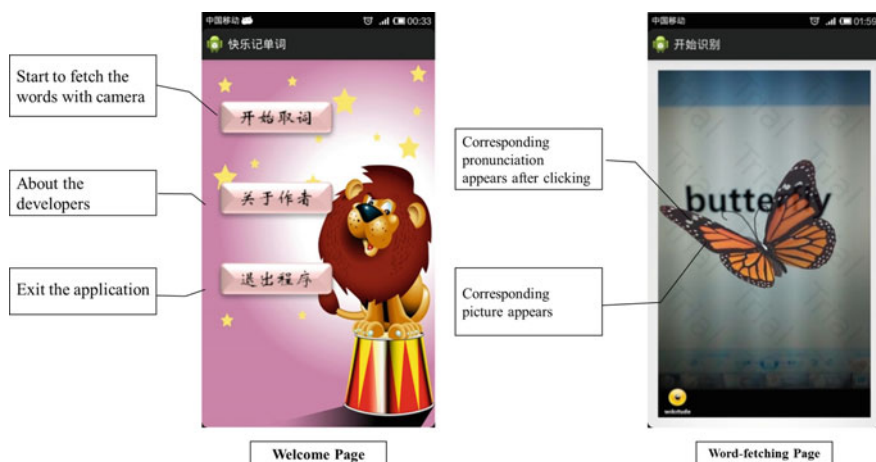 中国移动 00:33
快乐记单词
Start to fetch the
words with camera
开始取词
About the
developers
关于作者
Exit the application
退出程序
Welcome Page
中国移动 01:59
开始识别
Trial
Corresponding
pronunciation
appears after clicking
butterfly
Corresponding
picture appears
wikitude
Word-fetching Page